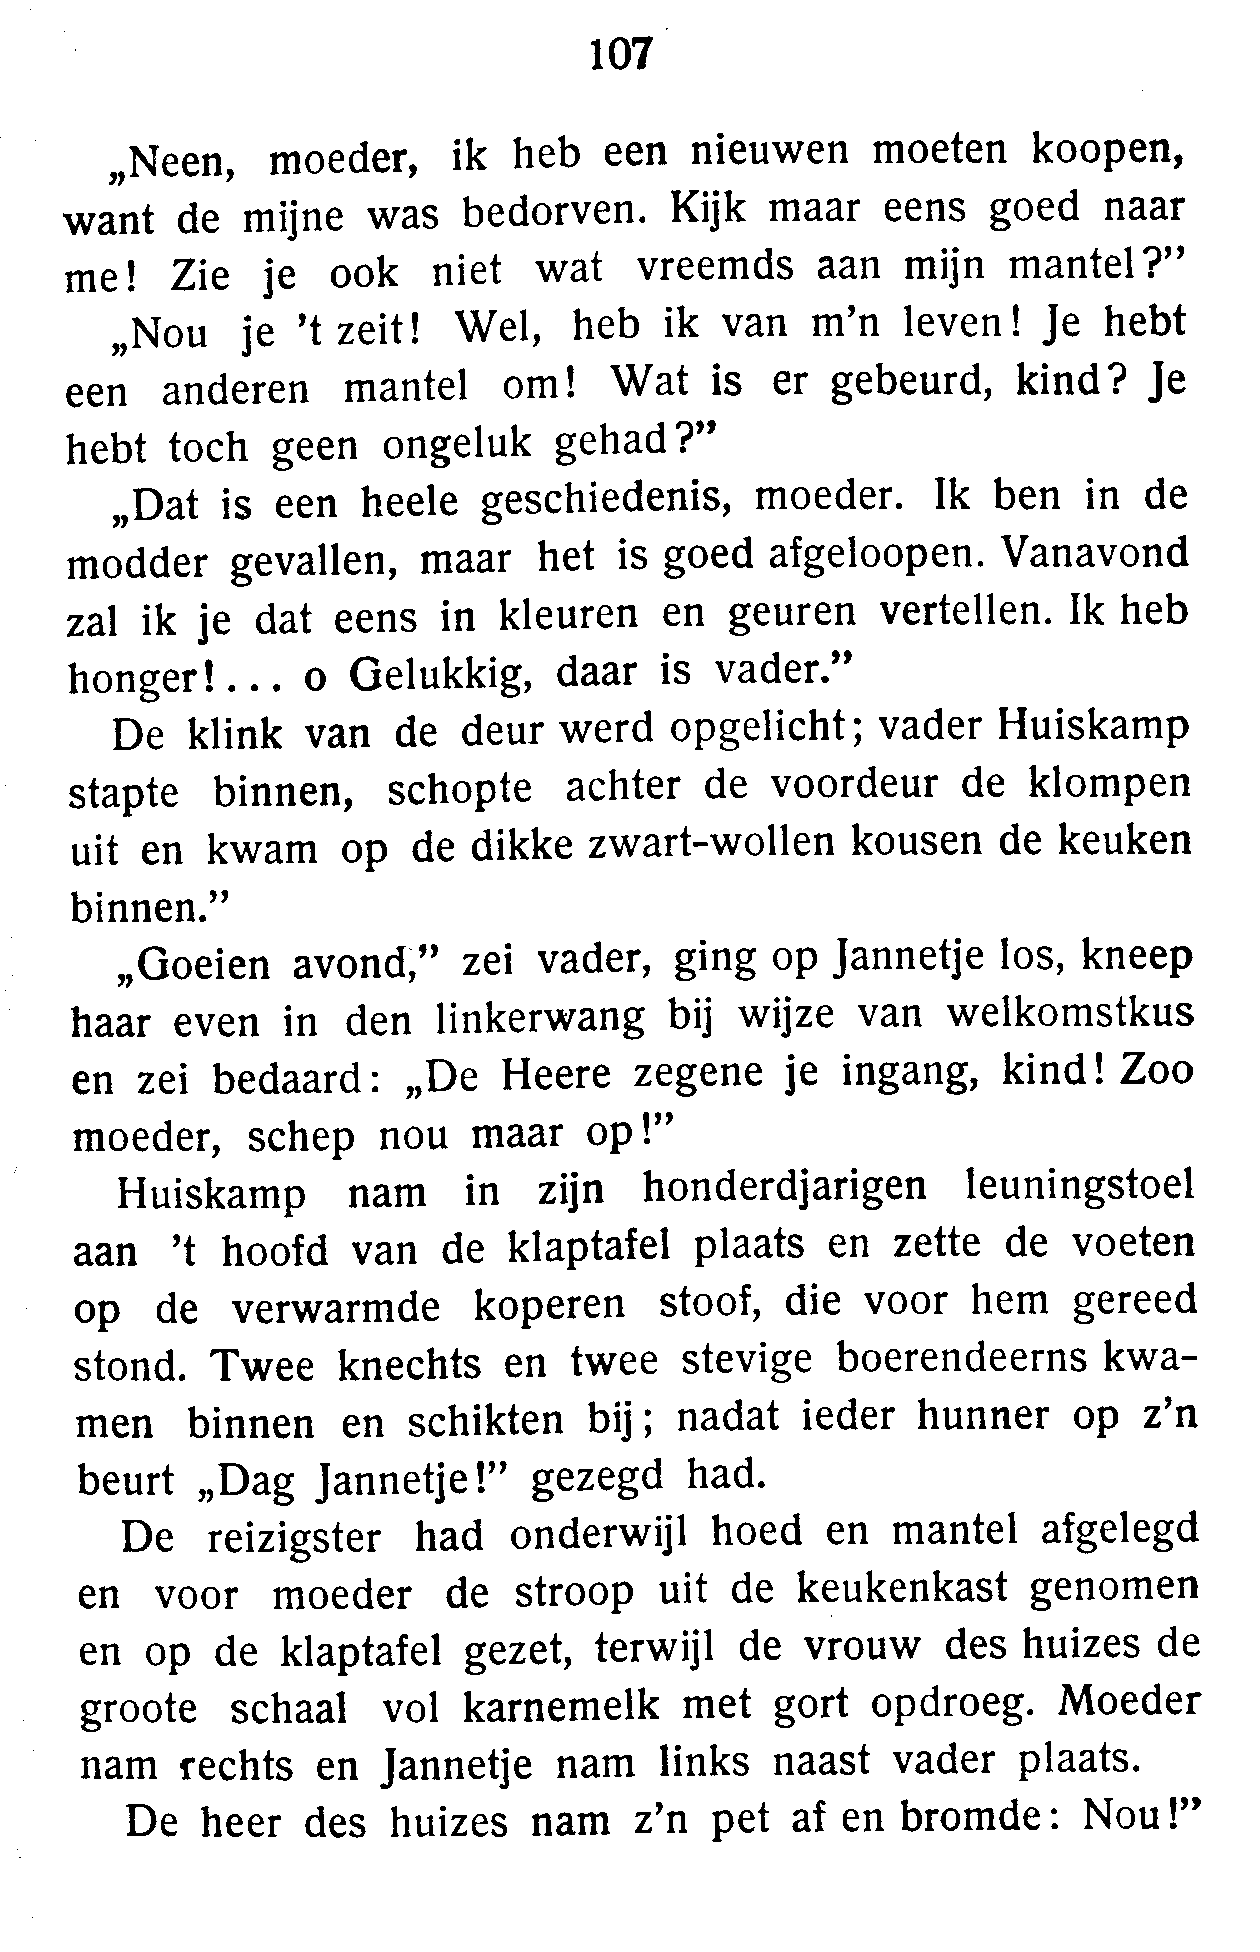 107
„Neen, moeder, ik heb een nieuwen moeten koopen,
want de mijne was bedorven. Kijk maar eens goed naar
me! Zie je ook niet wat vreemds aan mijn mantel?”
„Nou je ’t zeit! Wel, heb ik van m’n leven! Je hebt
een anderen mantel om! Wat is er gebeurd, kind? Je
hebt toch geen ongeluk gehad?”
„Dat is een heele geschiedenis, moeder. Ik ben in de
modder gevallen, maar het is goed afgeloopen. Vanavond
zal ik je dat eens in kleuren en geuren vertellen. Ik heb
honger!... o Gelukkig, daar is vader.”
De klink van de deur werd opgelicht; vader Huiskamp
stapte binnen, schopte achter de voordeur de klompen
uit en kwam op de dikke zwart-wollen kousen de keuken
binnen.”
„Goeien avond,” zei vader, ging op Jannetje los, kneep
haar even in den linkerwang bij wijze van welkomstkus
en zei bedaard: „De Heere zegene je ingang, kind! Zoo
moeder, schep nou maar op!”
Huiskamp nam in zijn honderdjarigen leuningstoel
aan ’t hoofd van de klaptafel plaats en zette de voeten
op de verwarmde koperen stoof, die voor hem gereed
stond. Twee knechts en twee stevige boerendeerns kwa-
men binnen en schikten bij; nadat ieder hunner op z’n
beurt „Dag Jannetje!” gezegd had.
De reizigster had onderwijl hoed en mantel afgelegd
en voor moeder de stroop uit de keukenkast genomen
en op de klaptafel gezet, terwijl de vrouw des huizes de
groote schaal vol karnemelk met gort opdroeg. Moeder
nam rechts en Jannetje nam links naast vader plaats.
De heer des huizes nam z’n pet af en bromde: Nou!”